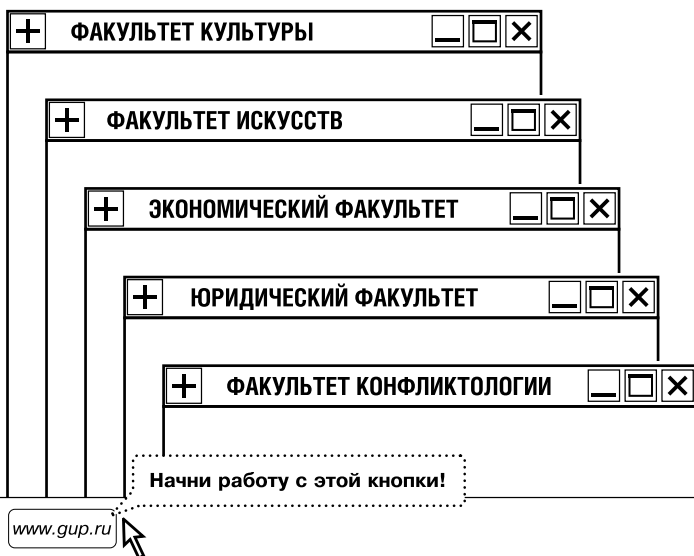 ФАКУЛЬТЕТ КУЛЬТУРЫ
ФАКУЛЬТЕТ ИСКУССТВ
ЭКОНОМИЧЕСКИЙ ФАКУЛЬТЕТ
ЮРИДИЧЕСКИЙ ФАКУЛЬТЕТ
ФАКУЛЬТЕТ КОНФЛИКТОЛОГИИ
Начни работу с этой кнопки!
www.gup.ru